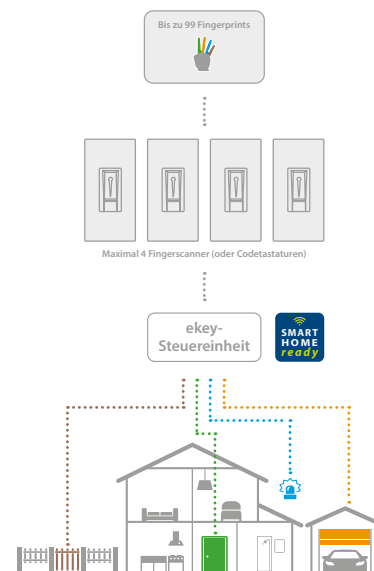 Bis zu 99 Fingerprints
Maximal 4 Fingerscanner (oder Codetastaturen)
ekey-
Steuereinheit
SMART
HOME
ready